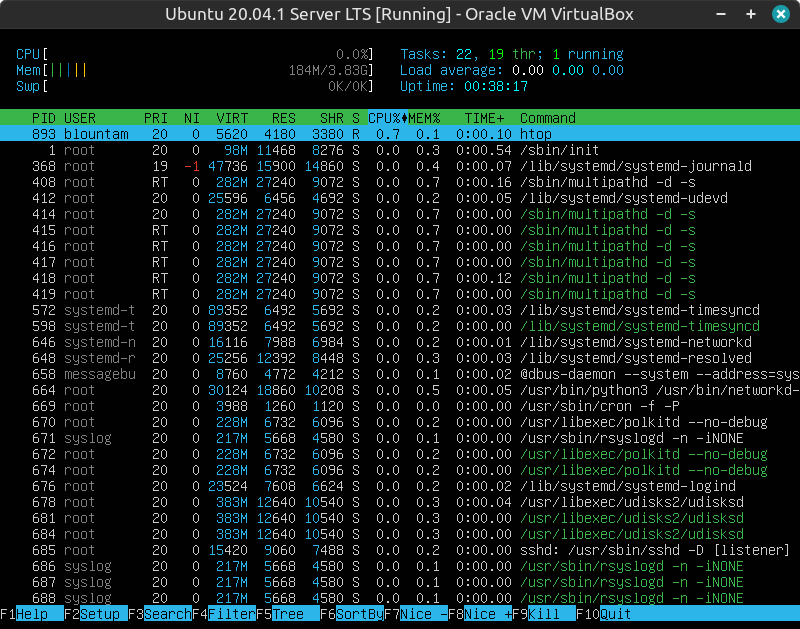 Ubuntu 20.04.1 Server LTS [Running] - Oracle VM VirtualBox
CPU[ 0.0%] Tasks: 22, 19 thr; 1 running
Mem[||||| 184M/3.83G] Load average: 0.00 0.00 0.00
Swp[ 0K/0K] Uptime: 00:38:17
PID USER PRI NI VIRT RES SHR S CPU%♦MEM% TIME+ Command
893 blountam 20 0 5620 4180 3380 R 0.7 0.1 0:00.10 htop
1 root 20 0 98M 11468 8276 S 0.0 0.3 0:00.54 /sbin/init
368 root 19 -1 47736 15900 14860 S 0.0 0.4 0:00.07 /lib/systemd/systemd-journald
408 root RT 0 282M 27240 9072 S 0.0 0.7 0:00.16 /sbin/multipathd -d -s
412 root 20 0 25596 6456 4692 S 0.0 0.2 0:00.05 /lib/systemd/systemd-udevd
414 root 20 0 282M 27240 9072 S 0.0 0.7 0:00.00 /sbin/multipathd -d -s
415 root RT 0 282M 27240 9072 S 0.0 0.7 0:00.00 /sbin/multipathd -d -s
416 root RT 0 282M 27240 9072 S 0.0 0.7 0:00.00 /sbin/multipathd -d -s
417 root RT 0 282M 27240 9072 S 0.0 0.7 0:00.00 /sbin/multipathd -d -s
418 root RT 0 282M 27240 9072 S 0.0 0.7 0:00.12 /sbin/multipathd -d -s
419 root RT 0 282M 27240 9072 S 0.0 0.7 0:00.00 /sbin/multipathd -d -s
572 systemd-t 20 0 89352 6492 5692 S 0.0 0.2 0:00.03 /lib/systemd/systemd-timesyncd
598 systemd-t 20 0 89352 6492 5692 S 0.0 0.2 0:00.00 /lib/systemd/systemd-timesyncd
646 systemd-n 20 0 16116 7988 6984 S 0.0 0.2 0:00.01 /lib/systemd/systemd-networkd
648 systemd-r 20 0 25256 12392 8448 S 0.0 0.3 0:00.03 /lib/systemd/systemd-resolved
658 messagebu 20 0 8760 4772 4212 S 0.0 0.1 0:00.02 @dbus-daemon --system --address=sys
664 root 20 0 30124 18860 10208 S 0.0 0.5 0:00.05 /usr/bin/python3 /usr/bin/networkd-
669 root 20 0 3988 1260 1120 S 0.0 0.0 0:00.00 /usr/sbin/cron -f -P
670 root 20 0 228M 6732 6096 S 0.0 0.2 0:00.00 /usr/libexec/polkitd --no-debug
671 syslog 20 0 217M 5668 4580 S 0.0 0.1 0:00.00 /usr/sbin/rsyslogd -n -iNONE
672 root 20 0 228M 6732 6096 S 0.0 0.2 0:00.00 /usr/libexec/polkitd --no-debug
674 root 20 0 228M 6732 6096 S 0.0 0.2 0:00.00 /usr/libexec/polkitd --no-debug
676 root 20 0 23524 7608 6624 S 0.0 0.2 0:00.02 /lib/systemd/systemd-logind
678 root 20 0 383M 12640 10540 S 0.0 0.3 0:00.04 /usr/libexec/udisks2/udisksd
681 root 20 0 383M 12640 10540 S 0.0 0.3 0:00.00 /usr/libexec/udisks2/udisksd
684 root 20 0 383M 12640 10540 S 0.0 0.3 0:00.00 /usr/libexec/udisks2/udisksd
685 root 20 0 15420 9060 7488 S 0.0 0.2 0:00.00 sshd: /usr/sbin/sshd -D [listener]
686 syslog 20 0 217M 5668 4580 S 0.0 0.1 0:00.00 /usr/sbin/rsyslogd -n -iNONE
687 syslog 20 0 217M 5668 4580 S 0.0 0.1 0:00.00 /usr/sbin/rsyslogd -n -iNONE
688 syslog 20 0 217M 5668 4580 S 0.0 0.1 0:00.00 /usr/sbin/rsyslogd -n -iNONE
F1Help F2Setup F3SearchF4FilterF5Tree F6SortByF7Nice -F8Nice +F9Kill F10Quit